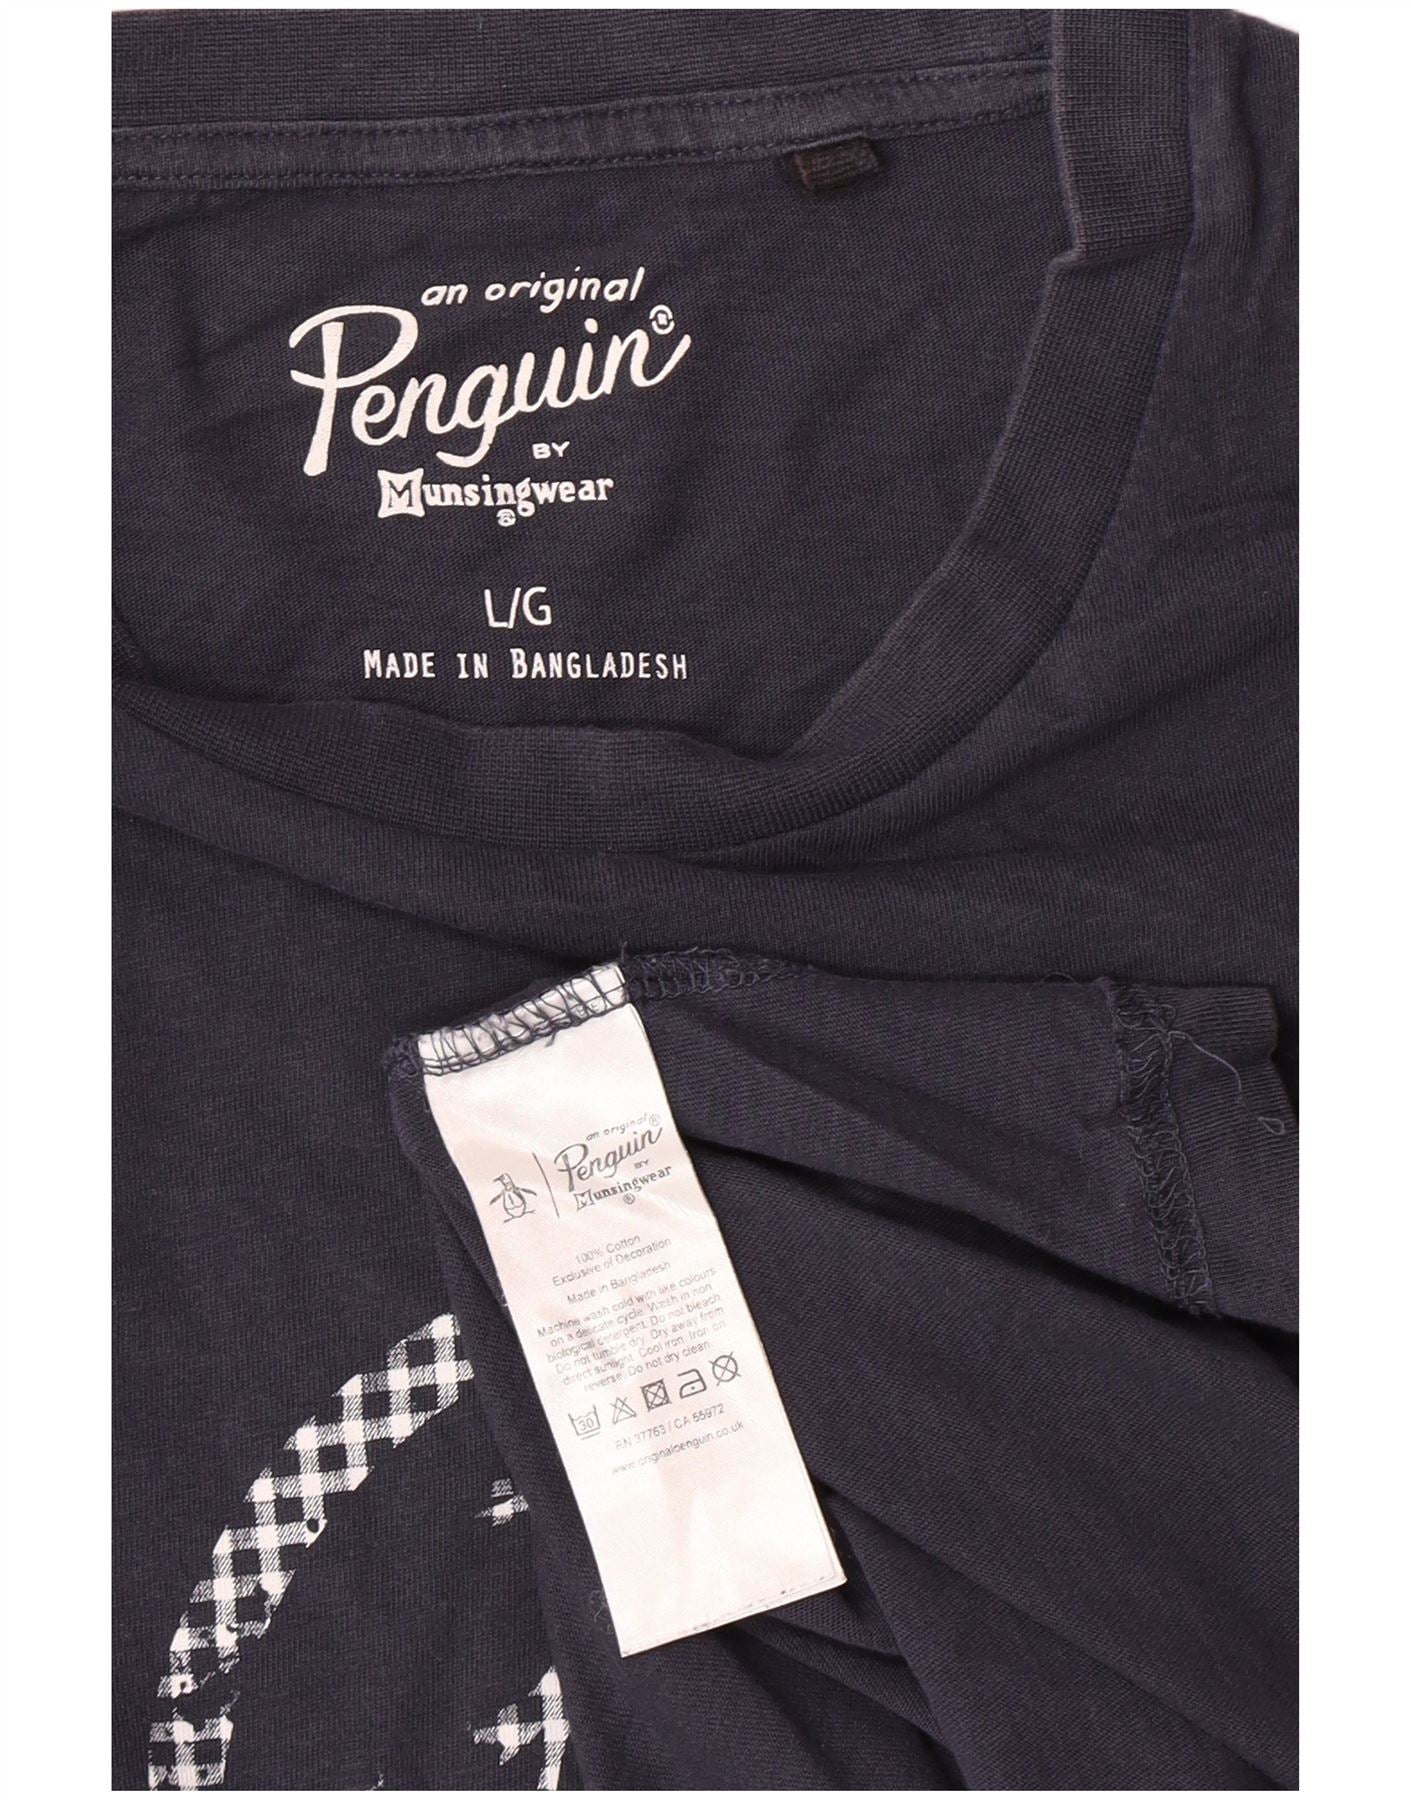 an original
Penguin®
BY
Munsingwear
®
L/G
MADE IN BANGLADESH
an original®
Penguin
BY
Munsingwear
®
100% Cotton
Exclusive of Decoration
Made in Bangladesh
Machine wash cold with like colours
on a delicate cycle. Wash in non
biological detergent. Do not bleach
Do not tumble dry. Dry away from
direct sunlight. Cool iron. Iron on
reverse. Do not dry clean
30
RN 37763 / CA 55972
www.originalpenguin.co.uk